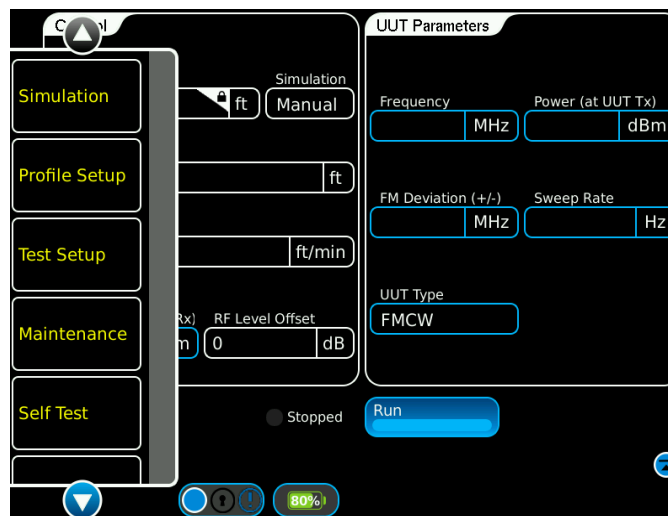 UUT Parameters
Simulation
Simulation
ft
Manual
Frequency
Power (at UUT Tx)
MHz
dBm
Profile Setup
ft
FM Deviation (+/-)
Sweep Rate
MHz
Hz
Test Setup
ft/min
UUT Type
FMCW
Maintenance
Rx)
RF Level Offset
m
0
dB
Self Test
Stopped
Run
80%